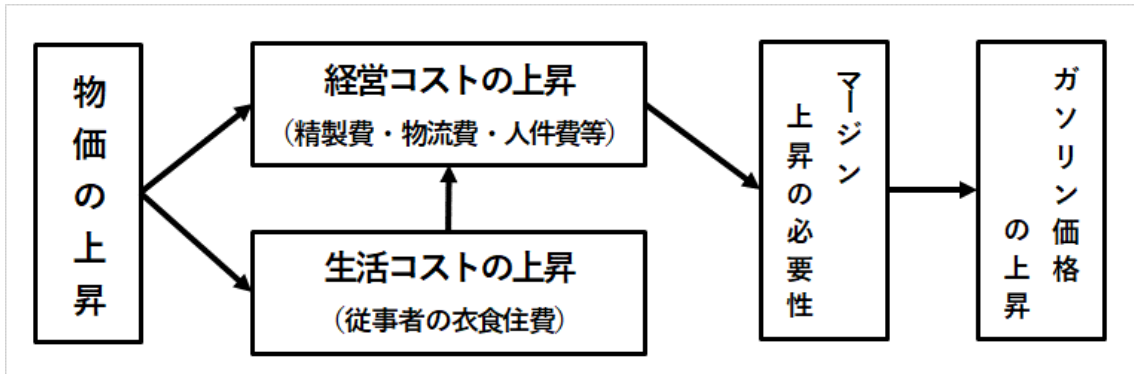 物価の上昇
経営コストの上昇
（精製費・物流費・人件費等）
生活コストの上昇
（従事者の衣食住費）
マージン
上昇の必要性
ガソリン価格
の上昇